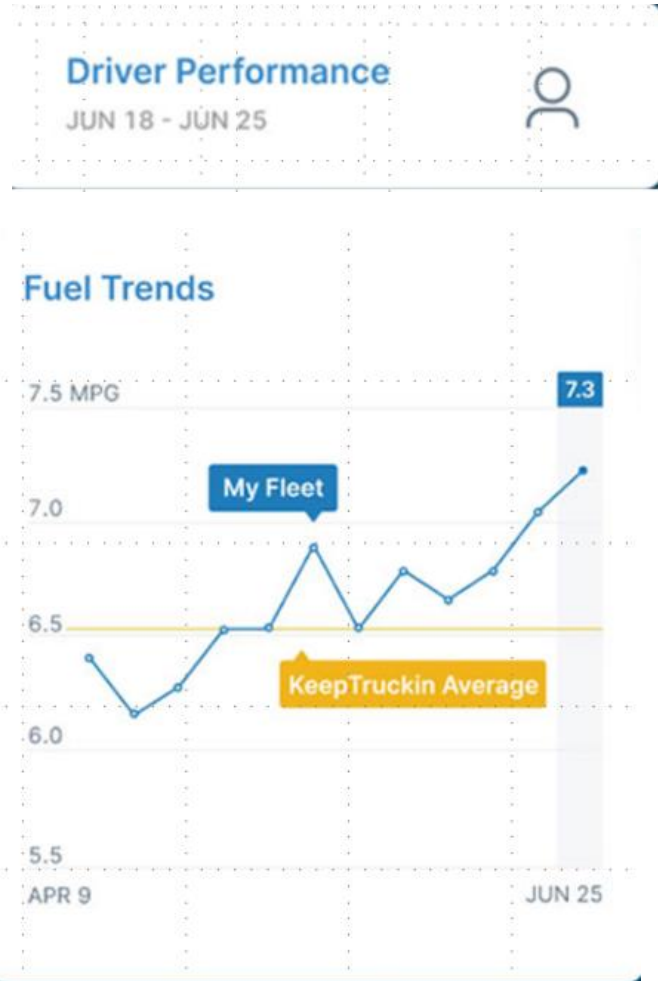 Driver Performance
JUN 18 - JUN 25
Fuel Trends
7.5 MPG
7.3
My Fleet
7.0
6.5
KeepTruckin Average
6.0
5.5
APR 9
JUN 25